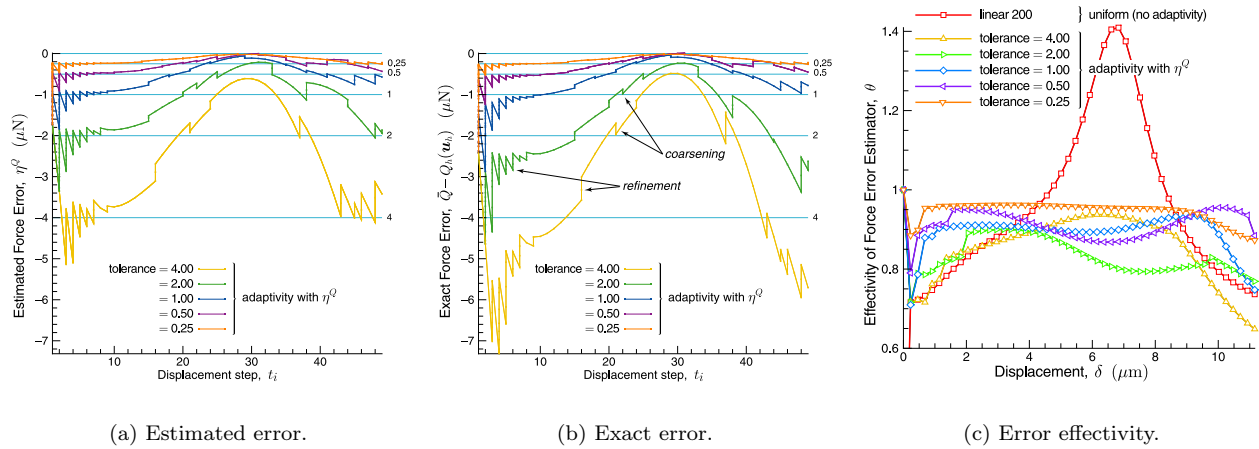 Estimated Force Error, η^Q (μN)
0
−1
−2
−3
−4
−5
−6
−7
10
20
30
40
Displacement step, t_i
0,25
0.5
1
2
4
tolerance = 4.00
= 2.00
= 1.00
= 0.50
= 0.25
adaptivity with η^Q
(a) Estimated error.
Exact Force Error, Q̄ − Q_h(u_h) (μN)
0
−1
−2
−3
−4
−5
−6
−7
10
20
30
40
Displacement step, t_i
0,25
0.5
1
2
4
coarsening
refinement
tolerance = 4.00
= 2.00
= 1.00
= 0.50
= 0.25
adaptivity with η^Q
(b) Exact error.
linear 200
uniform (no adaptivity)
tolerance = 4.00
tolerance = 2.00
tolerance = 1.00
tolerance = 0.50
tolerance = 0.25
adaptivity with η^Q
Effectivity of Force Error Estimator, θ
1.4
1.2
1
0.8
0.6
0
2
4
6
8
10
Displacement, δ (μm)
(c) Error effectivity.